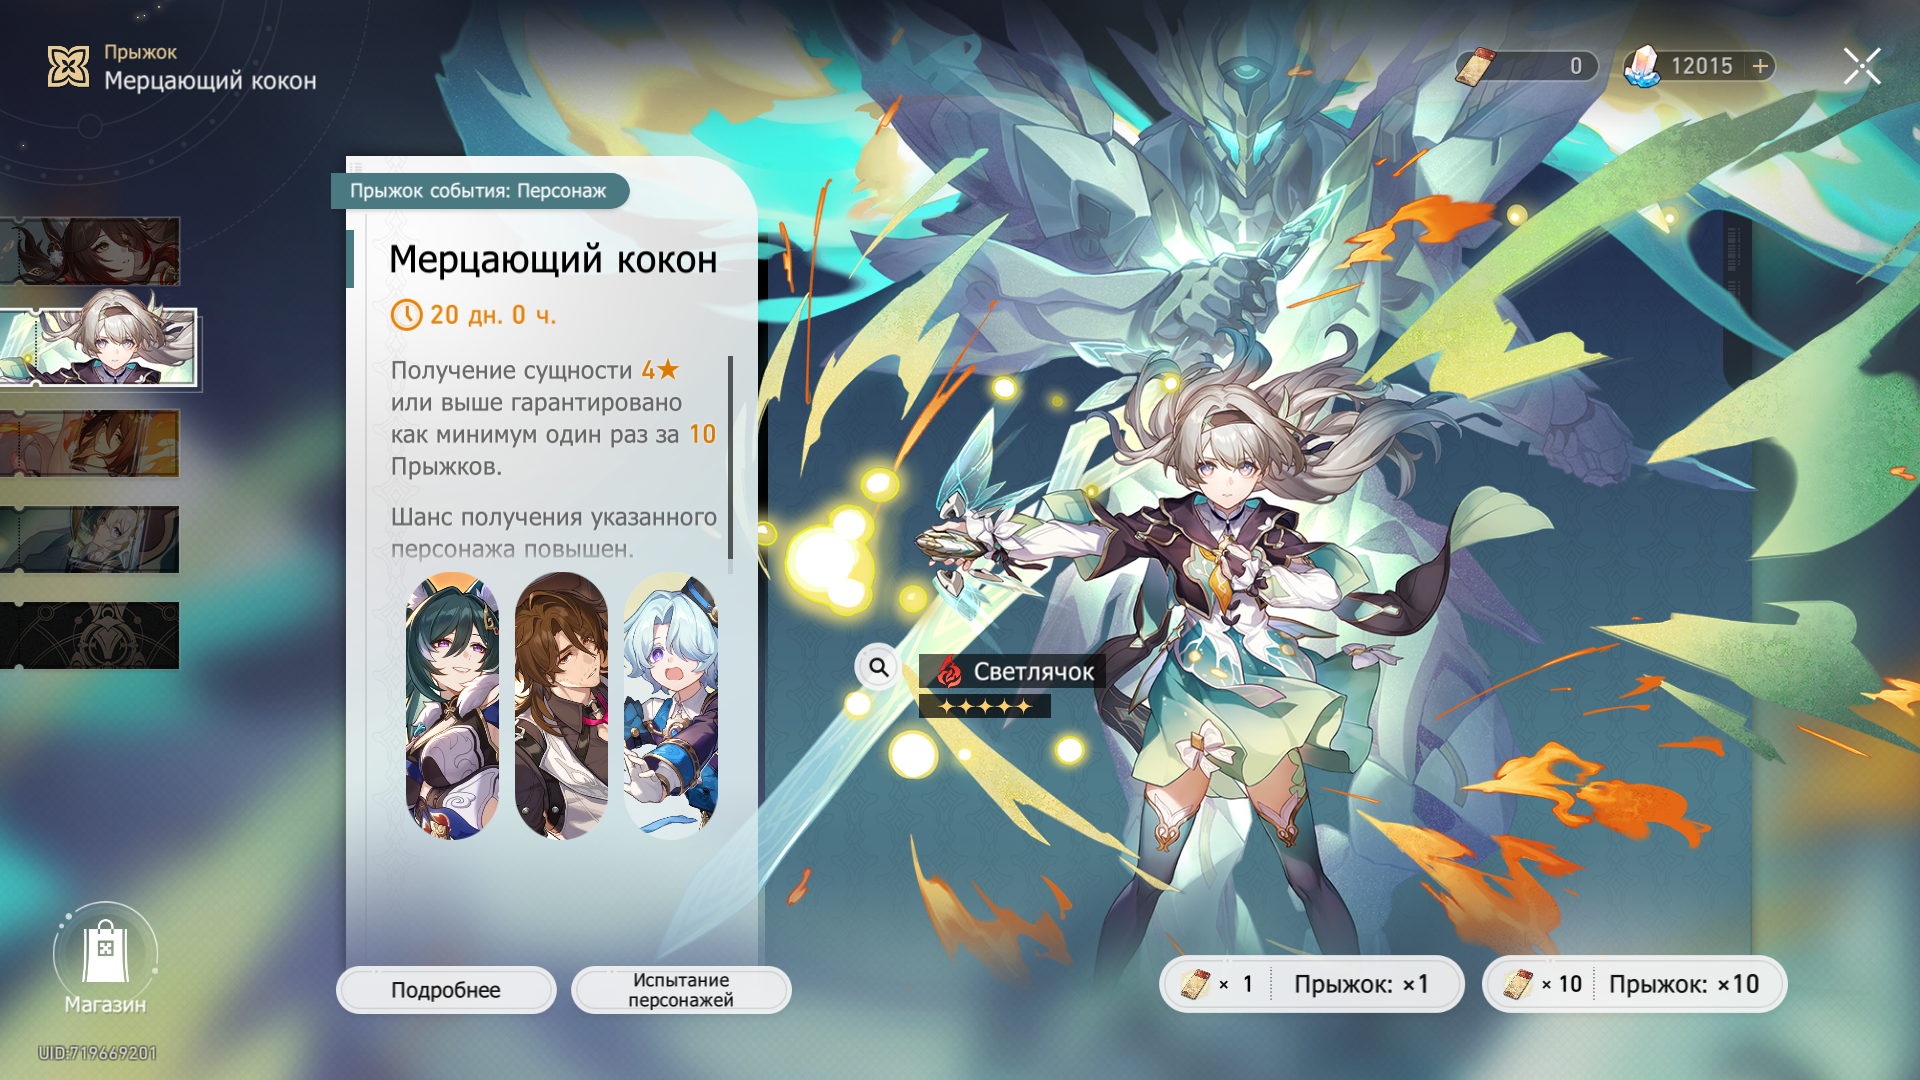 Прыжок
Мерцающий кокон
0
12015
Прыжок события: Персонаж
Мерцающий кокон
20 дн. 0 ч.
Получение сущности 4★
или выше гарантировано
как минимум один раз за 10
Прыжков.
Шанс получения указанного
персонажа повышен.
Светлячок
Магазин
Подробнее
Испытание
персонажей
× 1 Прыжок: ×1
× 10 Прыжок: ×10
UID:719669201